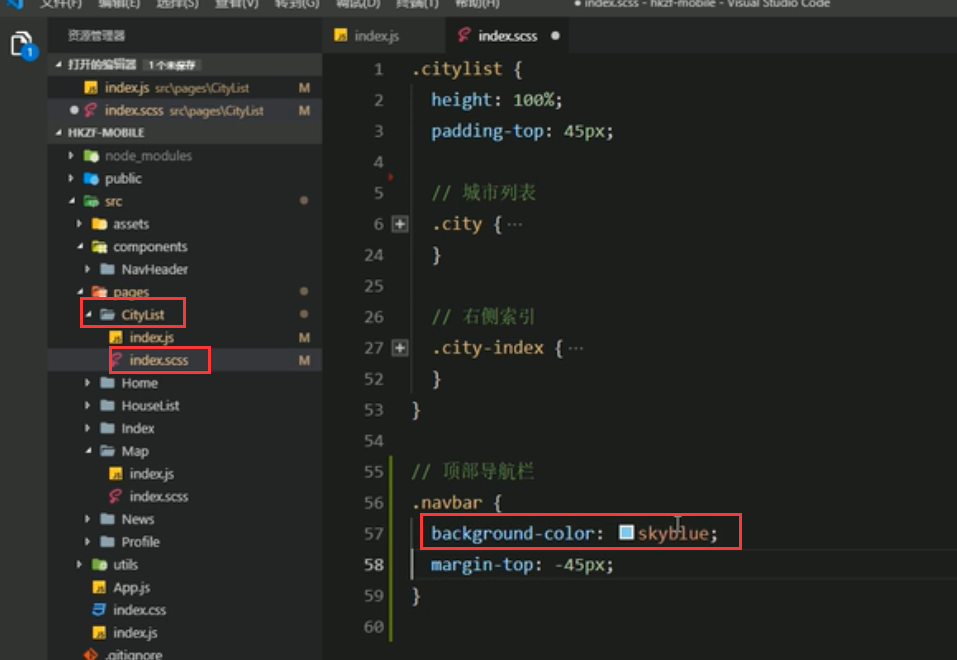 文件(F) 编辑(E) 选择(S) 查看(V) 转到(G) 调试(D) 终端(T) 帮助(H) ● index.scss - hkzf-mobile - Visual Studio Code
资源管理器
index.js
index.scss ●
1
打开的编辑器 1 个未保存
index.js src\pages\CityList M
● index.scss src\pages\CityList M
HKZF-MOBILE
node_modules
public
src
assets
components
NavHeader
pages
CityList
index.js M
index.scss M
Home
HouseList
Index
Map
index.js
index.scss
News
Profile
utils
App.js
index.css
index.js
.gitignore
1 .citylist {
2 height: 100%;
3 padding-top: 45px;
4
5 // 城市列表
6 .city { ...
24 }
25
26 // 右侧索引
27 .city-index { ...
52 }
53 }
54
55 // 顶部导航栏
56 .navbar {
57 background-color: skyblue;
58 margin-top: -45px;
59 }
60